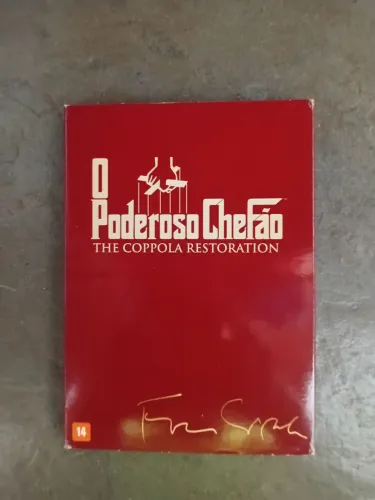 O
Poderoso Chefão
THE COPPOLA RESTORATION
14